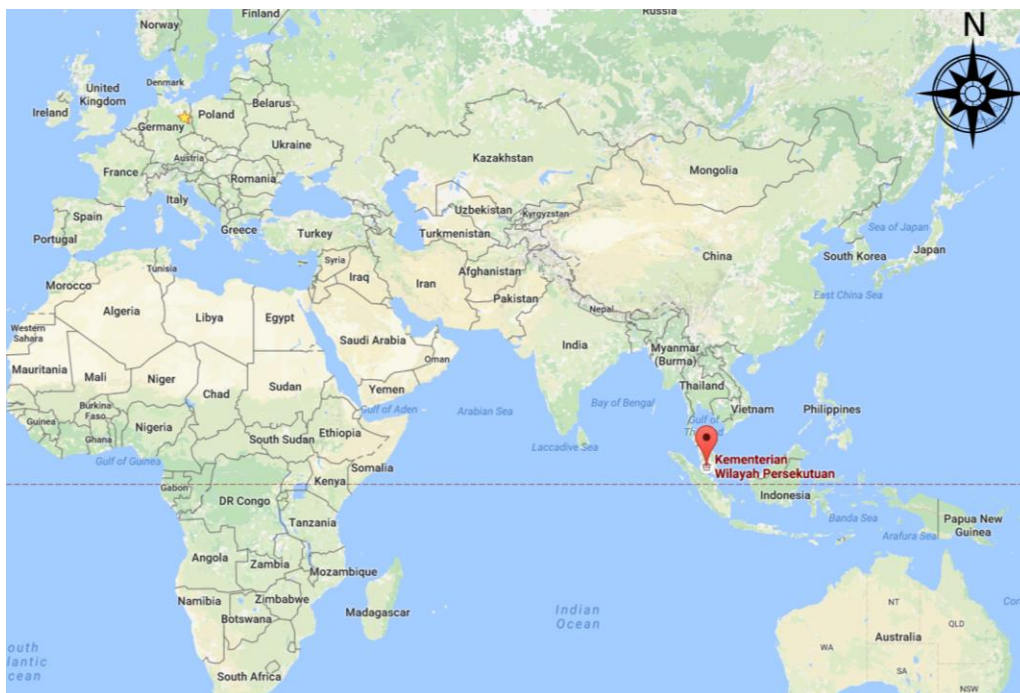 Finland
Russia
N
Norway
Denmark
United
Kingdom
Ireland
Belarus
Poland
Germany
Ukraine
Austria
France
Romania
Kazakhstan
Mongolia
Italy
Spain
Portugal
Greece
Turkey
Uzbekistan
Kyrgyzstan
Turkmenistan
Sea of Japan
Japan
South Korea
China
Tunisia
Syria
Iraq
Iran
Afghanistan
Pakistan
Morocco
East China Sea
Nepal
Algeria
Libya
Egypt
Western
Sahara
Saudi Arabia
Oman
India
Myanmar
(Burma)
Mauritania
Mali
Niger
Chad
Sudan
Yemen
Thailand
Burkina
Faso
Guinea
Ghana
Nigeria
Gulf of Aden
Arabian Sea
Bay of Bengal
Vietnam
Philippines
Gulf of
South Sudan
Ethiopia
Laccadive Sea
Gulf of Guinea
Somalia
Kementerian
Wilayah Persekutuan
Gabon
Kenya
DR Congo
Indonesia
Tanzania
Banda Sea
Papua New
Guinea
Arafura Sea
Angola
Zambia
Mozambique
Namibia
Zimbabwe
Botswana
Madagascar
Indian
Ocean
NT
QLD
Australia
WA
SA
NSW
South Africa